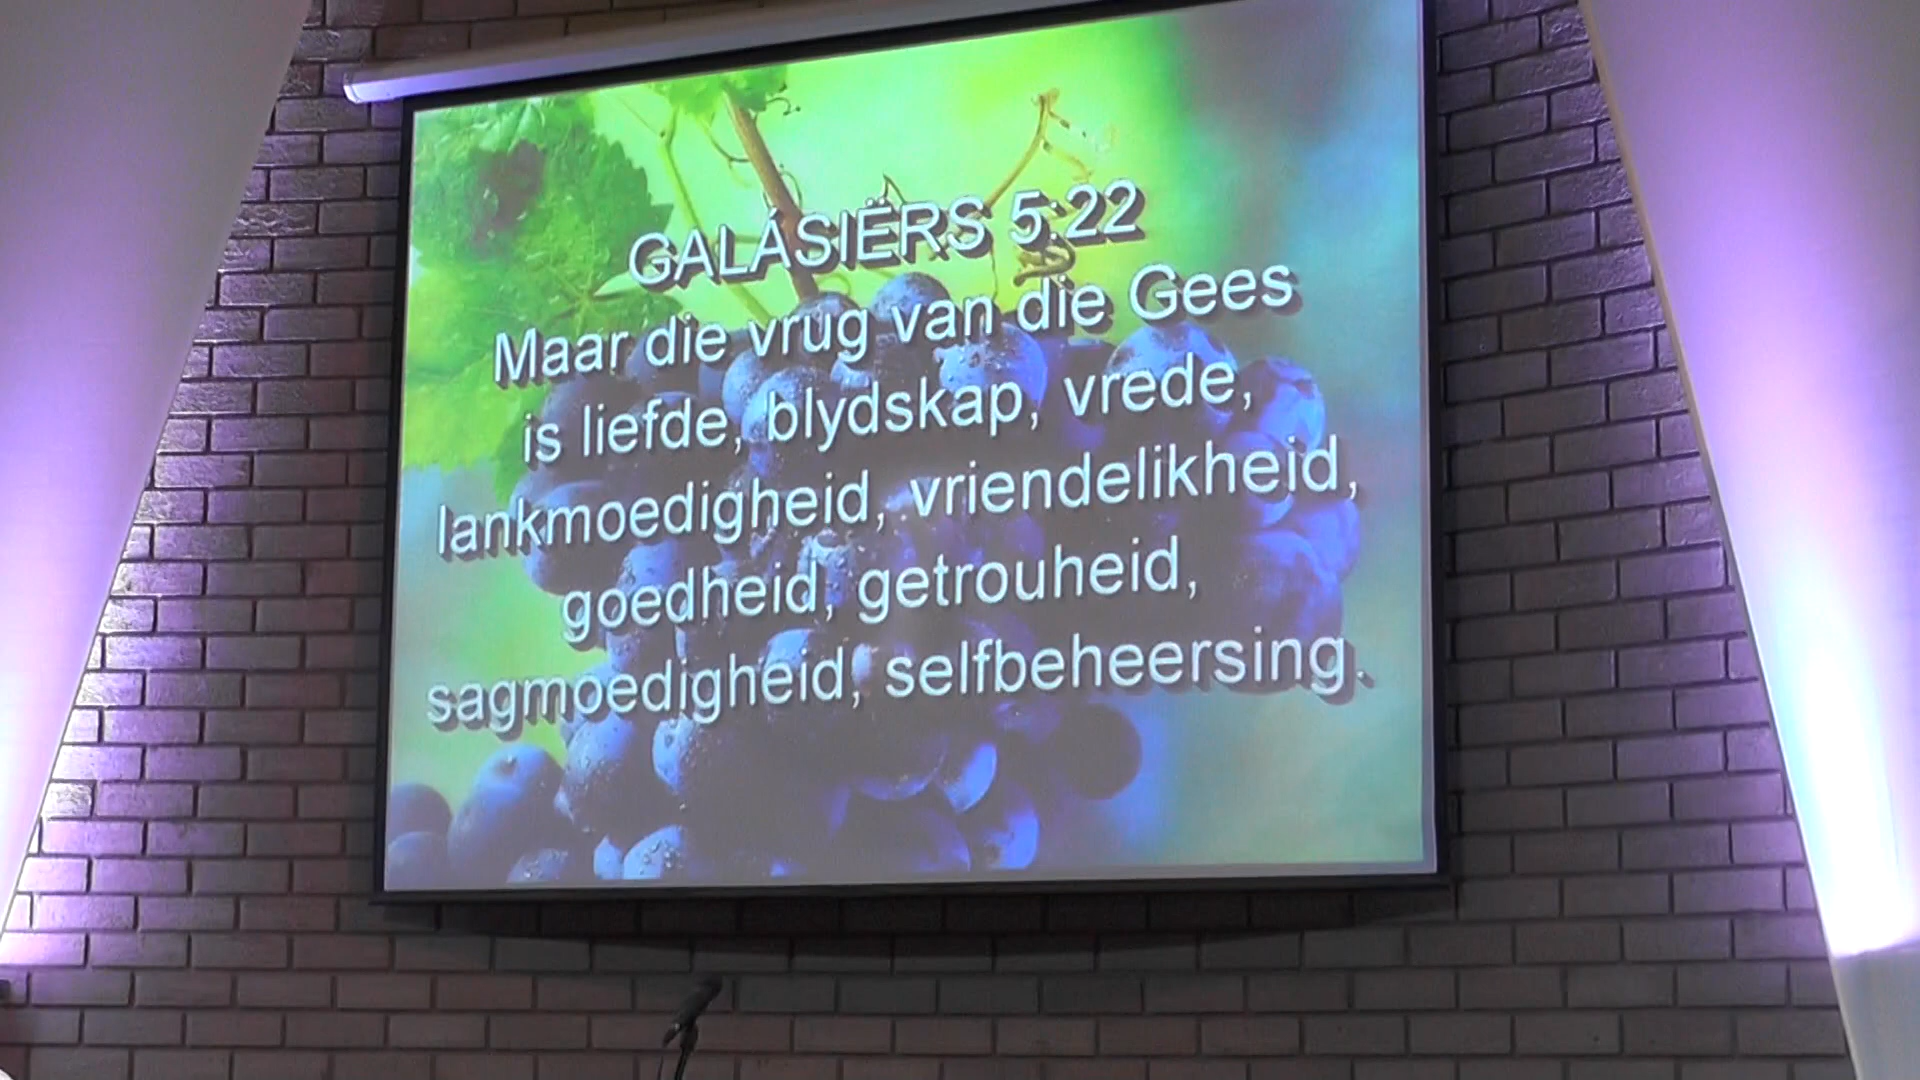 GALÁSIËRS 5:22
Maar die vrug van die Gees
is liefde, blydskap, vrede,
lankmoedigheid, vriendelikheid,
goedheid, getrouheid,
sagmoedigheid, selfbeheersing.